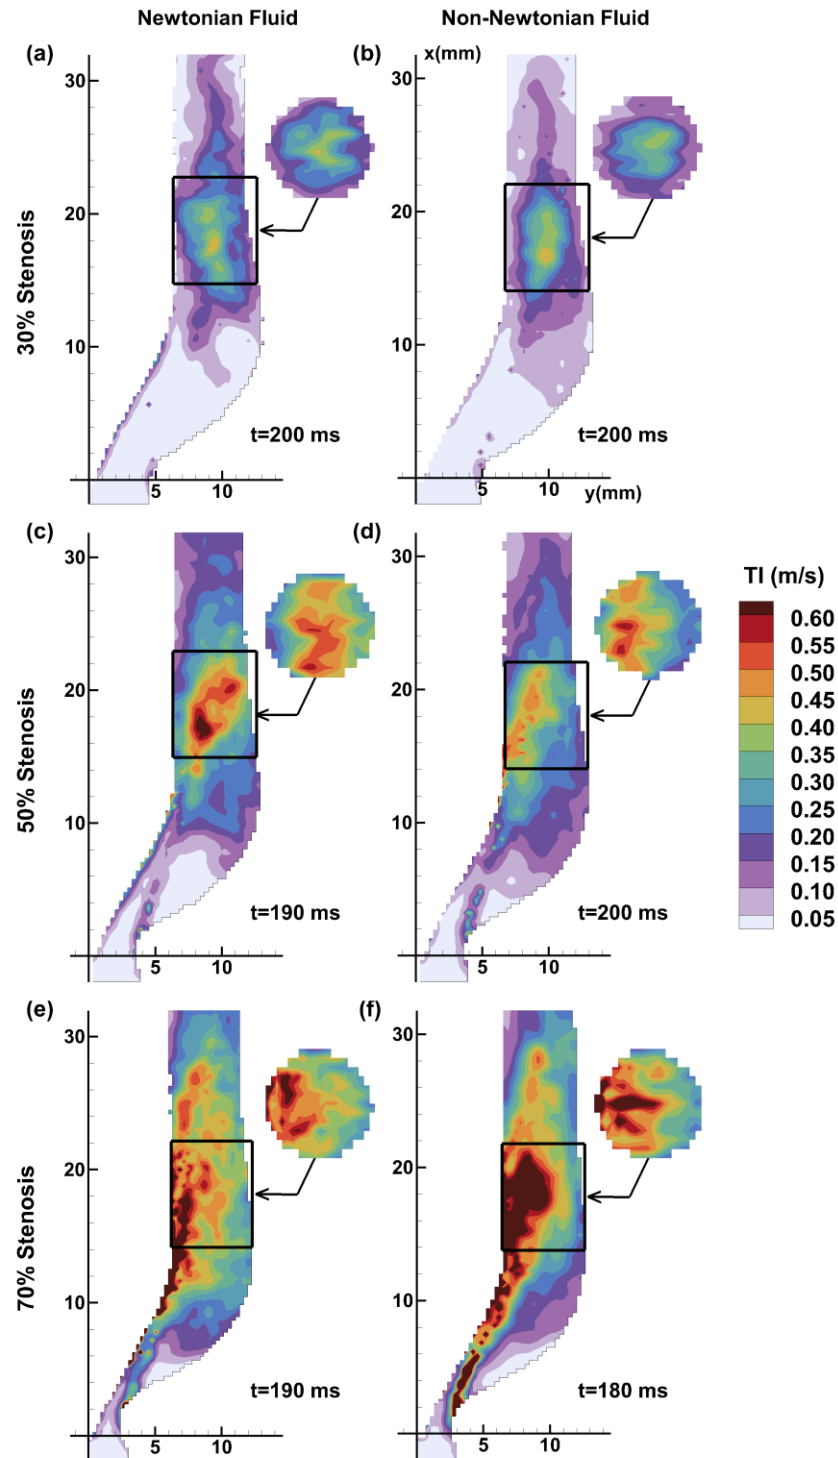 Newtonian Fluid
Non-Newtonian Fluid
(a)
30
20
10
5
10
t=200 ms
(b)
x(mm)
30
20
10
5
10
y(mm)
t=200 ms
30% Stenosis
(c)
30
20
10
5
10
t=190 ms
(d)
30
20
10
5
10
t=200 ms
50% Stenosis
TI (m/s)
0.60
0.55
0.50
0.45
0.40
0.35
0.30
0.25
0.20
0.15
0.10
0.05
(e)
30
20
10
5
10
t=190 ms
(f)
30
20
10
5
10
t=180 ms
70% Stenosis